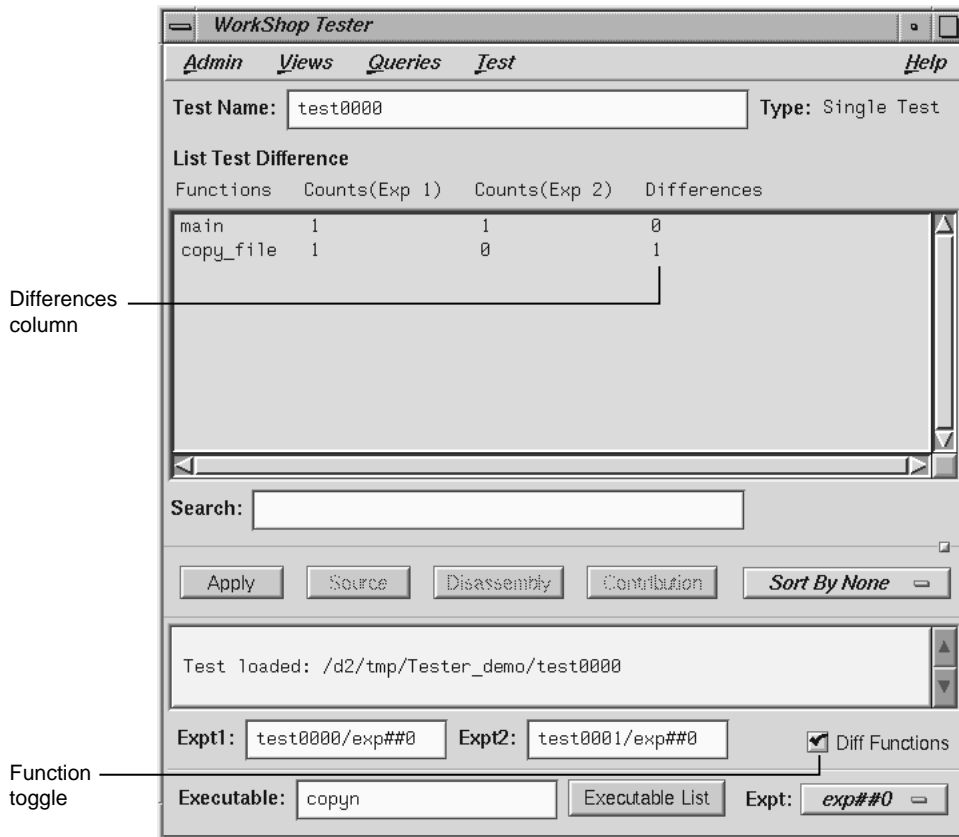 WorkShop Tester
Admin Views Queries Test Help
Test Name: test0000 Type: Single Test
List Test Difference
Functions Counts(Exp 1) Counts(Exp 2) Differences
main 1 1 0
copy_file 1 0 1
Differences
column
Search:
Apply Source Disassembly Contribution Sort By None
Test loaded: /d2/tmp/Tester_demo/test0000
Expt1: test0000/exp##0 Expt2: test0001/exp##0 Diff Functions
Function
toggle
Executable: copyn Executable List Expt: exp##0